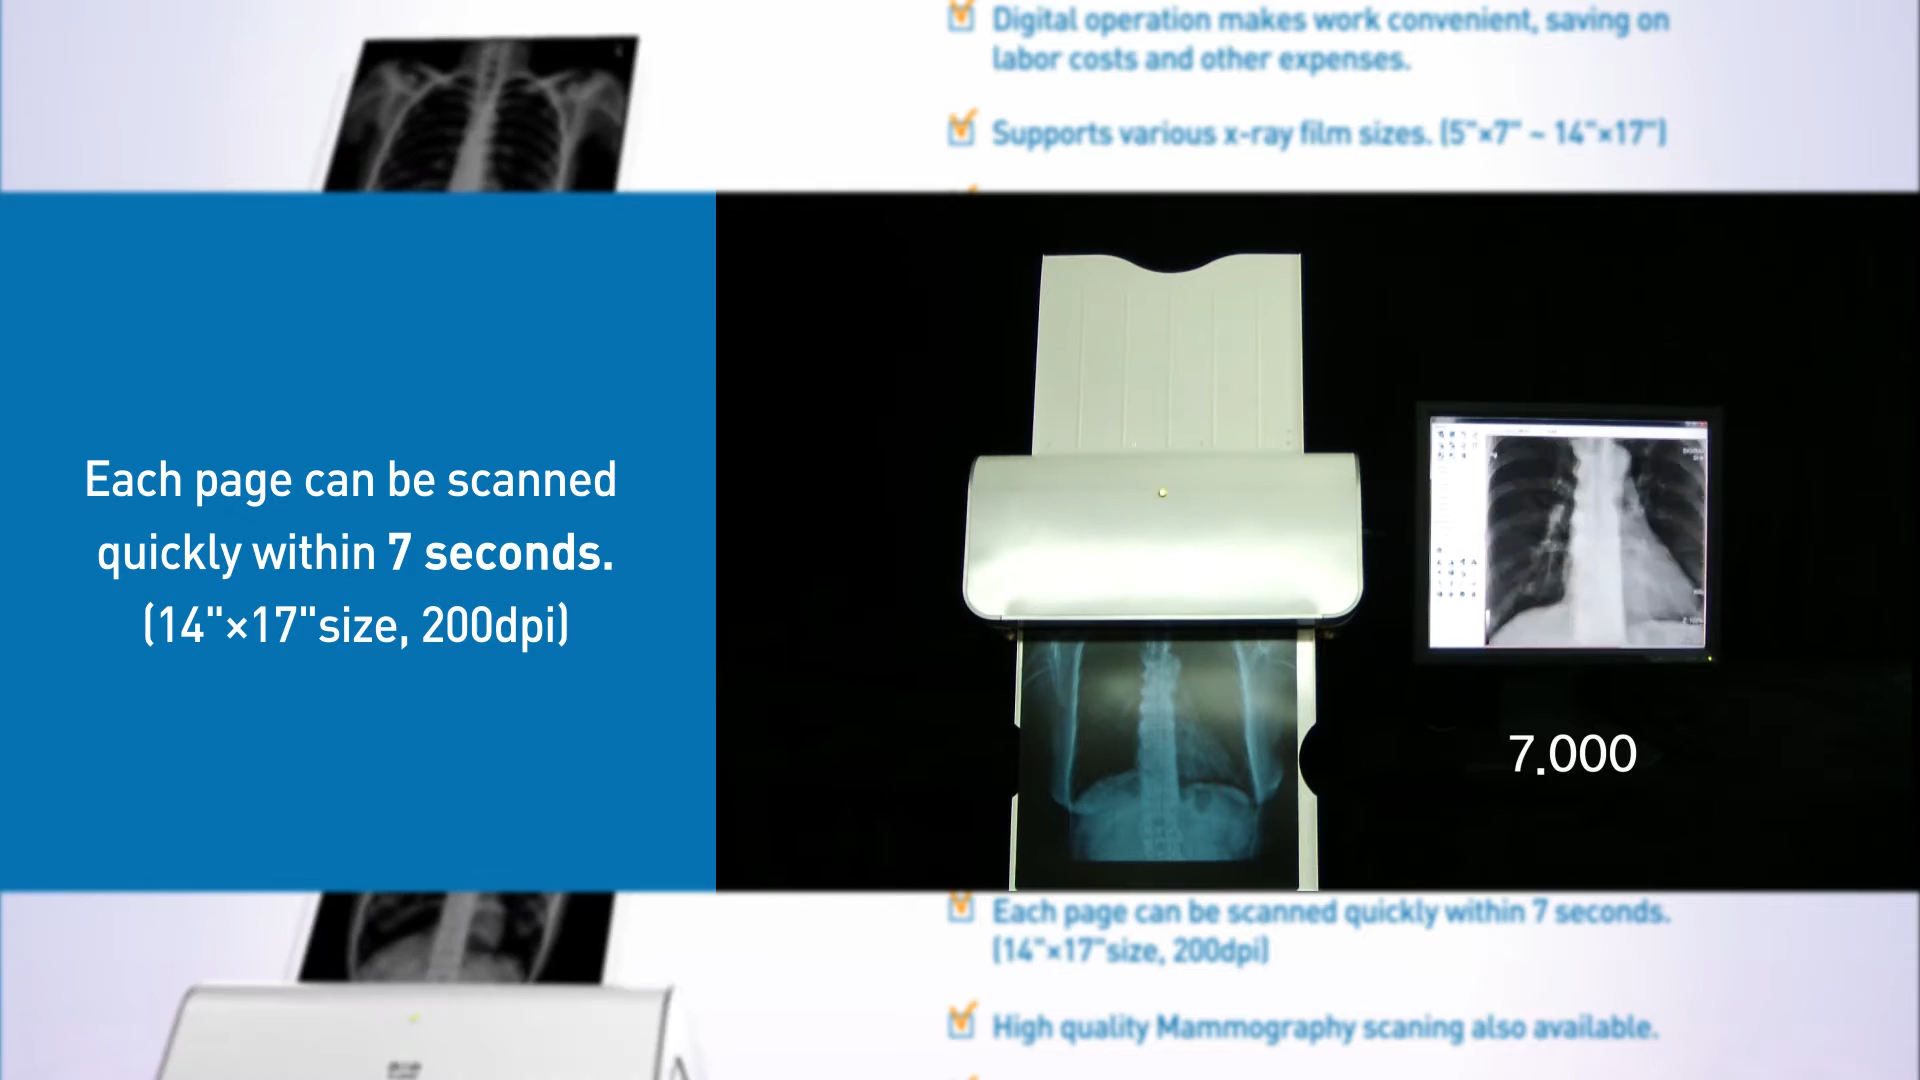 Digital operation makes work convenient, saving on
labor costs and other expenses.
Supports various x-ray film sizes. (5"×7" ~ 14"×17")
Each page can be scanned
quickly within 7 seconds.
(14"×17"size, 200dpi)
7.000
Each page can be scanned quickly within 7 seconds.
(14"×17"size, 200dpi)
High quality Mammography scaning also available.